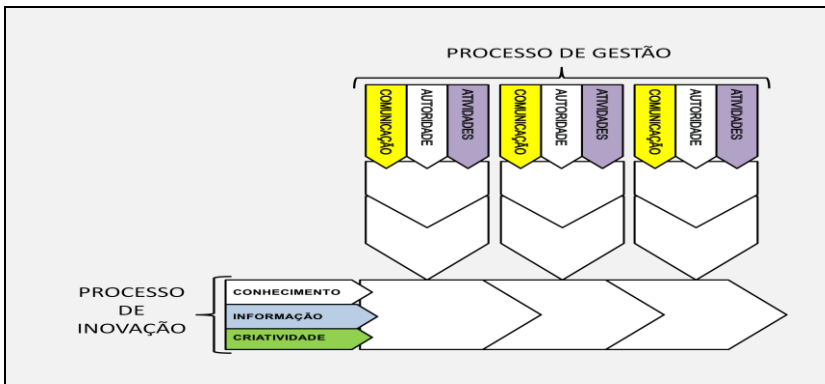 PROCESSO DE GESTÃO
COMUNICAÇÃO
AUTORIDADE
ATIVIDADES
COMUNICAÇÃO
AUTORIDADE
ATIVIDADES
COMUNICAÇÃO
AUTORIDADE
ATIVIDADES
PROCESSO
DE
INOVAÇÃO
CONHECIMENTO
INFORMAÇÃO
CRIATIVIDADE